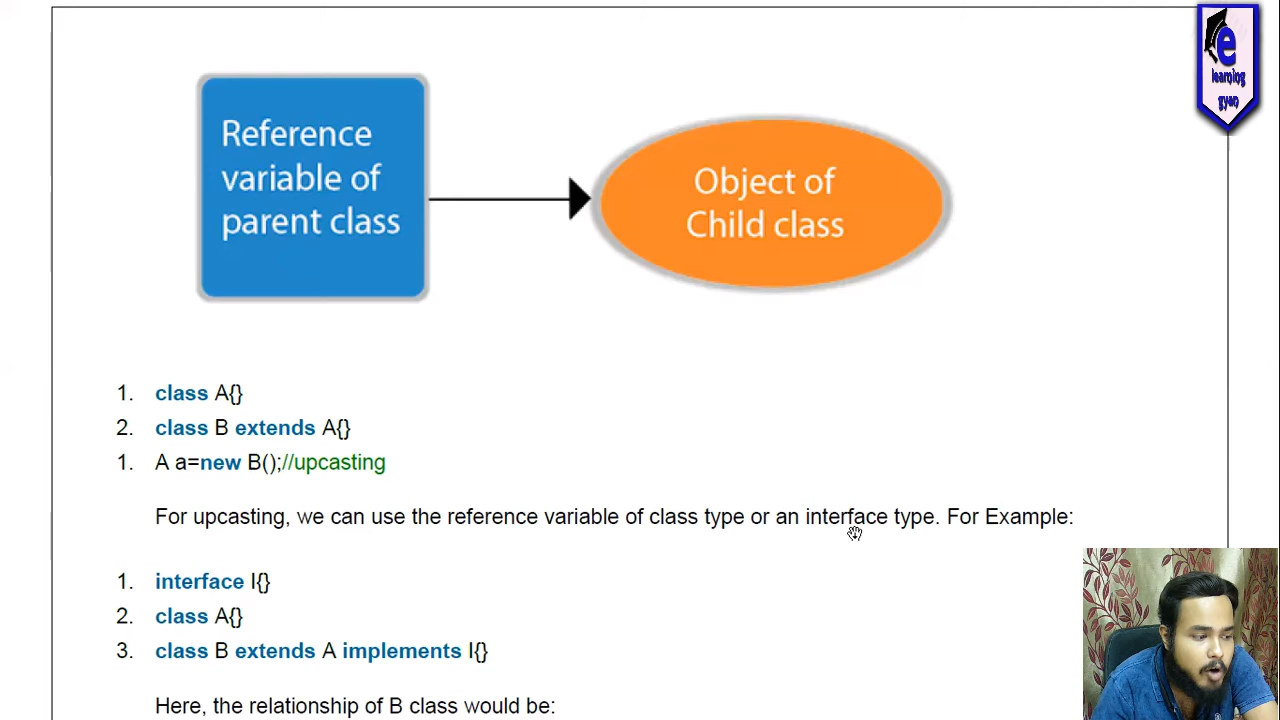 e
learning
gyan
Reference
variable of
parent class
Object of
Child class
1. class A{}
2. class B extends A{}
1. A a=new B();//upcasting
For upcasting, we can use the reference variable of class type or an interface type. For Example:
1. interface I{}
2. class A{}
3. class B extends A implements I{}
Here, the relationship of B class would be: